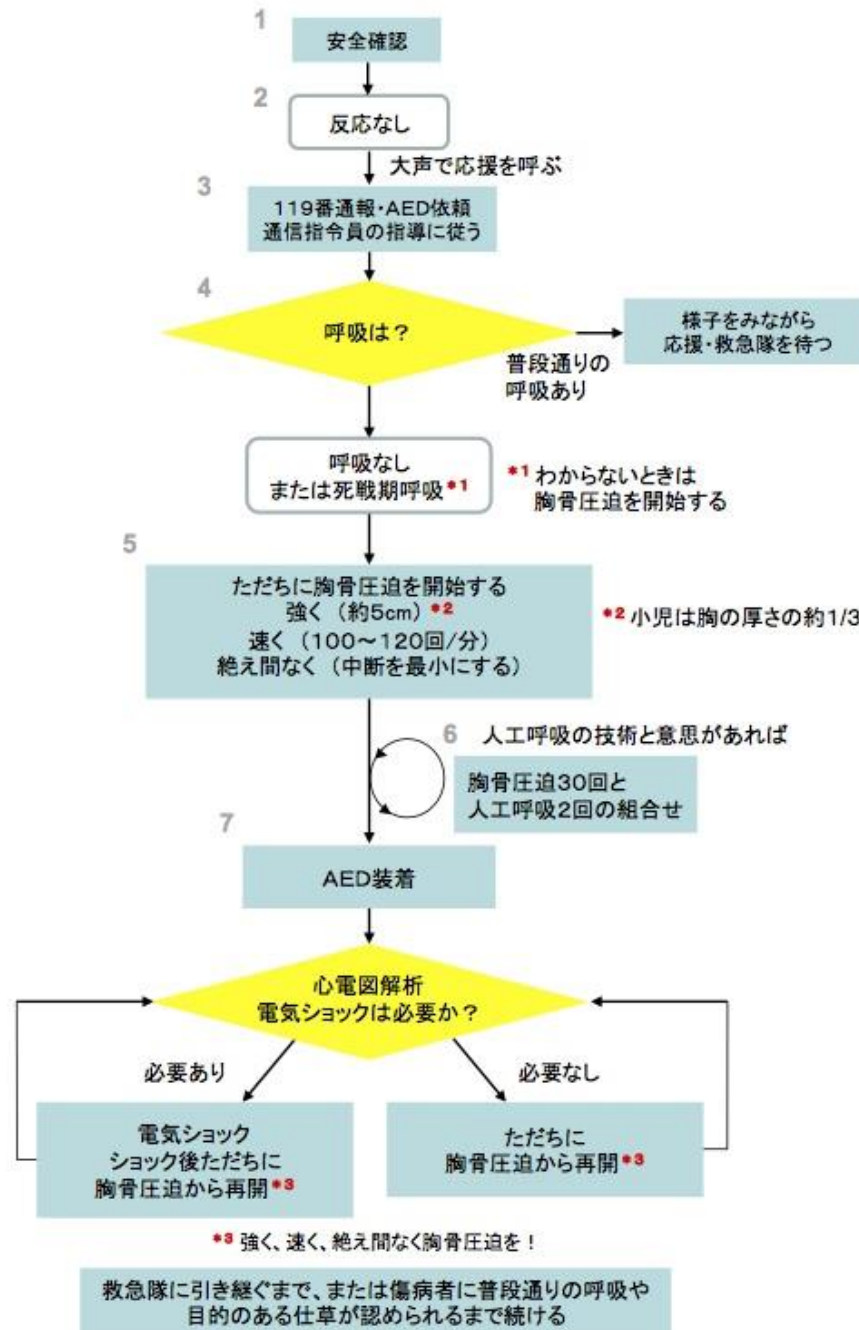 1
安全確認
2
反応なし
大声で応援を呼ぶ
3
119番通報・AED依頼
通信指令員の指導に従う
4
呼吸は？
様子をみながら
応援・救急隊を待つ
普段通りの
呼吸あり
呼吸なし
または死戦期呼吸*1
*1 わからないときは
胸骨圧迫を開始する
5
ただちに胸骨圧迫を開始する
強く（約5cm）*2
速く（100～120回/分）
絶え間なく（中断を最小にする）
*2 小児は胸の厚さの約1/3
6 人工呼吸の技術と意思があれば
胸骨圧迫30回と
人工呼吸2回の組合せ
7
AED装着
心電図解析
電気ショックは必要か？
必要あり
必要なし
電気ショック
ショック後ただちに
胸骨圧迫から再開*3
ただちに
胸骨圧迫から再開*3
*3 強く、速く、絶え間なく胸骨圧迫を！
救急隊に引き継ぐまで、または傷病者に普段通りの呼吸や
目的のある仕草が認められるまで続ける